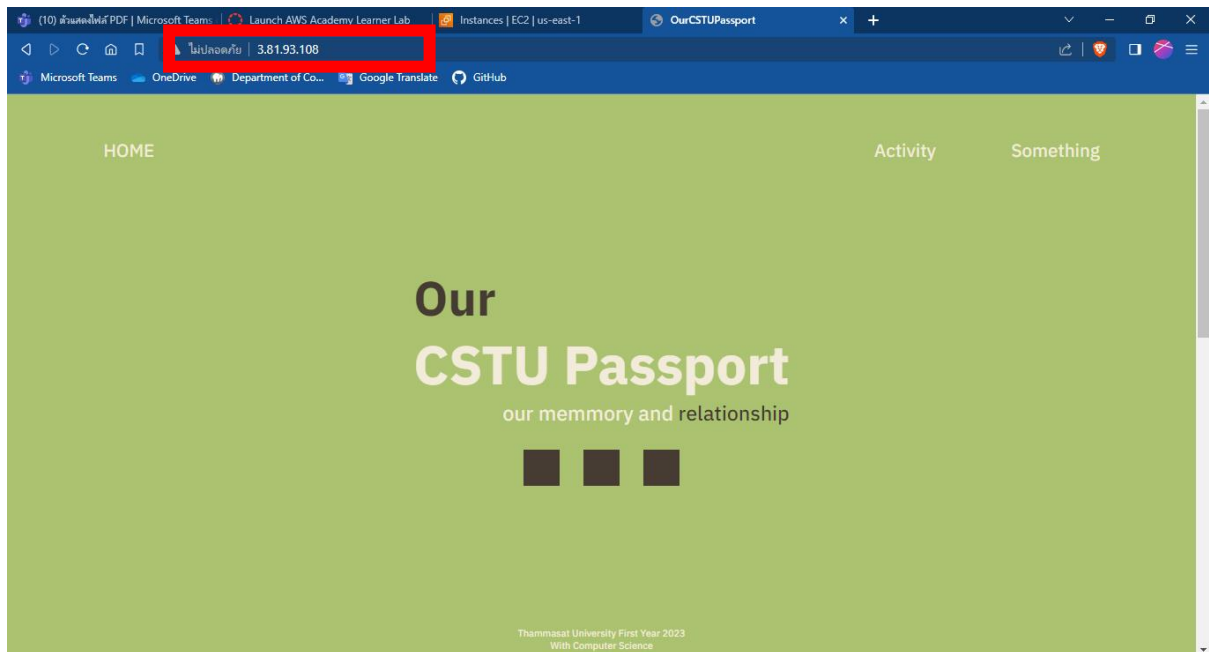 (10) ตัวแสดงไฟล์ PDF | Microsoft Teams
Launch AWS Academy Learner Lab
Instances | EC2 | us-east-1
OurCSTUPassport
ไม่ปลอดภัย | 3.81.93.108
Microsoft Teams
OneDrive
Department of Co...
Google Translate
GitHub
HOME
Activity
Something
Our
CSTU Passport
our memmory and relationship
Thammasat University First Year 2023
With Computer Science